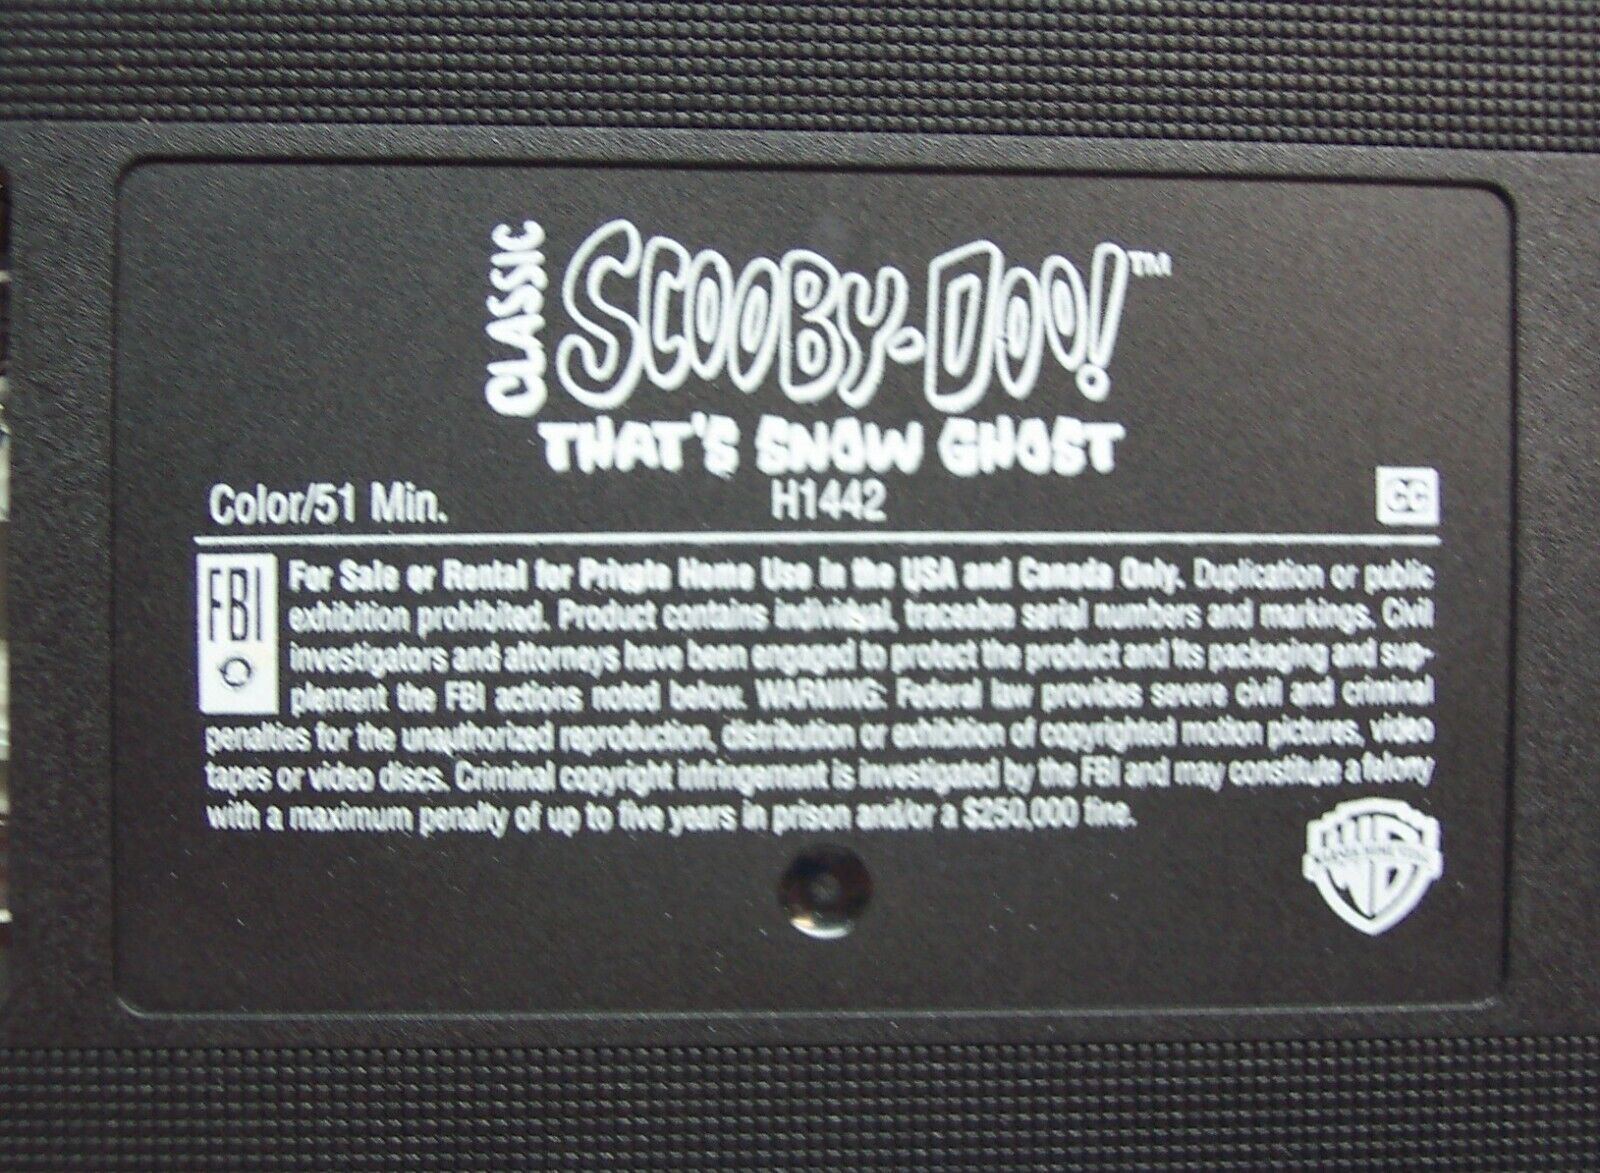 CLASSIC
SCOOBY-DOO!™
THAT'S SNOW GHOST
Color/51 Min.
H1442
CC
FBI
For Sale or Rental for Private Home Use in the USA and Canada Only. Duplication or public
exhibition prohibited. Product contains individual, traceable serial numbers and markings. Civil
investigators and attorneys have been engaged to protect the product and its packaging and sup-
plement the FBI actions noted below. WARNING: Federal law provides severe civil and criminal
penalties for the unauthorized reproduction, distribution or exhibition of copyrighted motion pictures, video
tapes or video discs. Criminal copyright infringement is investigated by the FBI and may constitute a felony
with a maximum penalty of up to five years in prison and/or a $250,000 fine.
WB